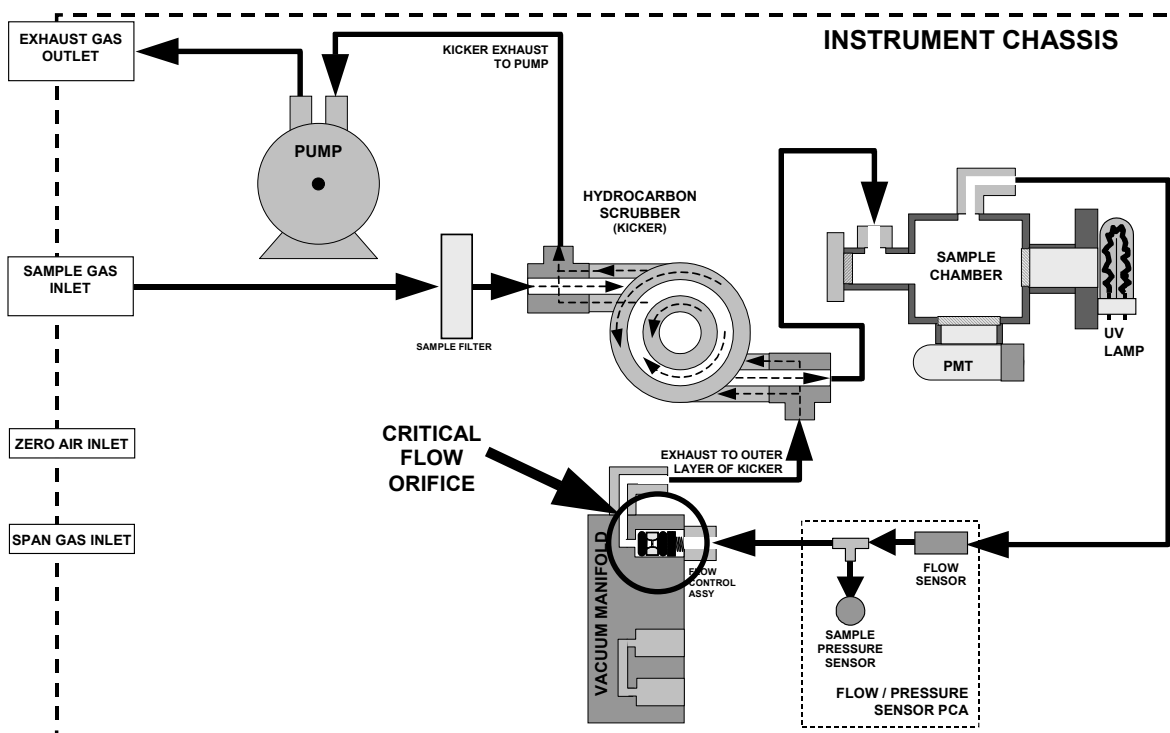 INSTRUMENT CHASSIS
EXHAUST GAS
OUTLET
KICKER EXHAUST
TO PUMP
PUMP
HYDROCARBON
SCRUBBER
(KICKER)
SAMPLE GAS
INLET
SAMPLE FILTER
SAMPLE
CHAMBER
UV
LAMP
PMT
ZERO AIR INLET
CRITICAL
FLOW
ORIFICE
EXHAUST TO OUTER
LAYER OF KICKER
SPAN GAS INLET
VACUUM MANIFOLD
FLOW
CONTROL
ASSY
FLOW
SENSOR
SAMPLE
PRESSURE
SENSOR
FLOW / PRESSURE
SENSOR PCA